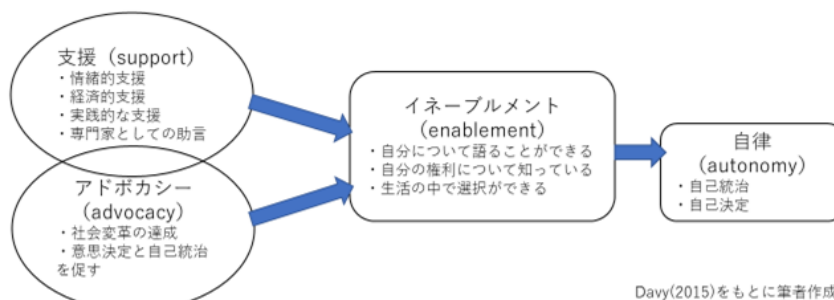 支援（support）
・情緒的支援
・経済的支援
・実践的な支援
・専門家としての助言
アドボカシー
（advocacy）
・社会変革の達成
・意思決定と自己統治
を促す
イネーブルメント
（enablement）
・自分について語ることができる
・自分の権利について知っている
・生活の中で選択ができる
自律
（autonomy）
・自己統治
・自己決定
Davy(2015)をもとに筆者作成